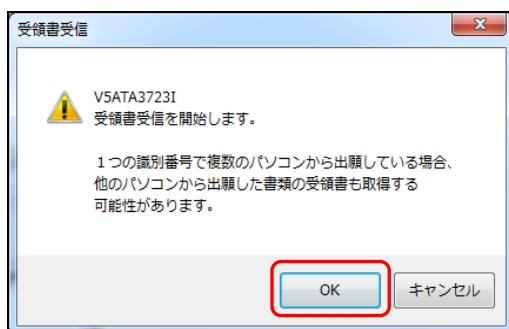 受領書受信
V5ATA3723I
受領書受信を開始します。
１つの識別番号で複数のパソコンから出願している場合、
他のパソコンから出願した書類の受領書も取得する
可能性があります。
OK
キャンセル